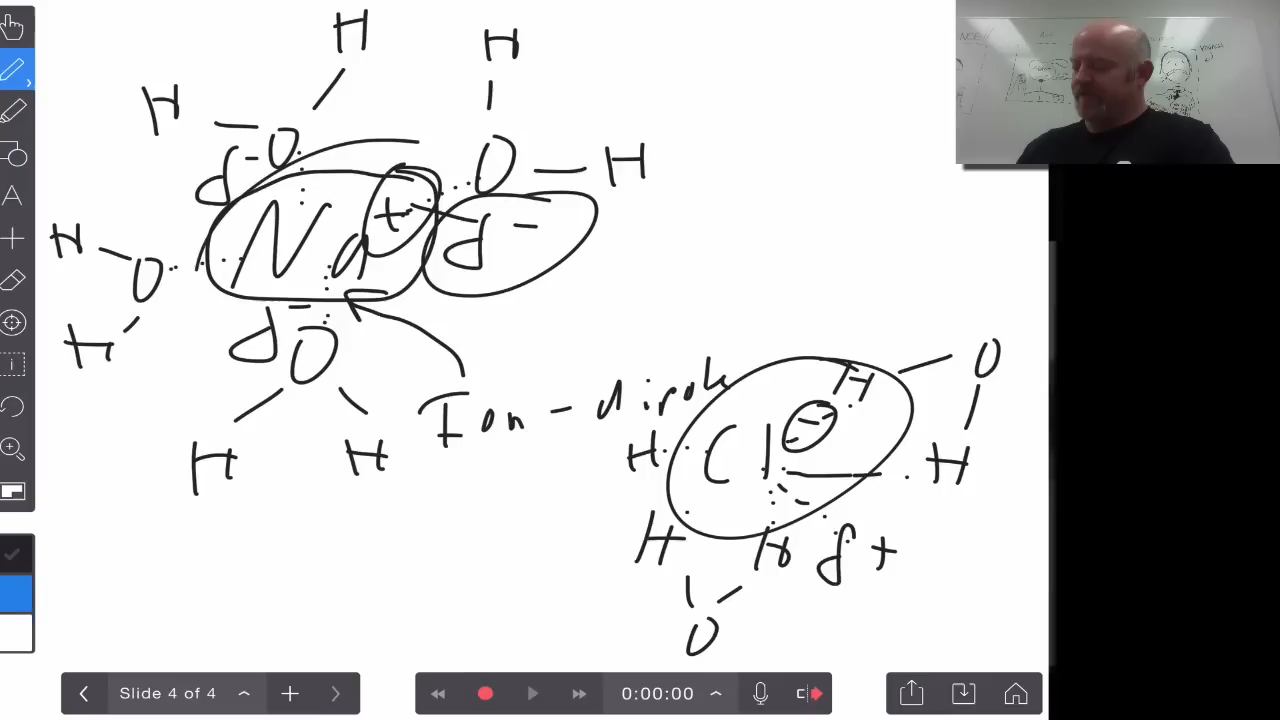 H
H
H
O
δ-
O
H
Na
+
δ-
H
O
H
δ-
O
H
H
Ion-dipole
H
O
H
Cl
-
H
H
H
δ+
O
A
i
Slide 4 of 4
0:00:00